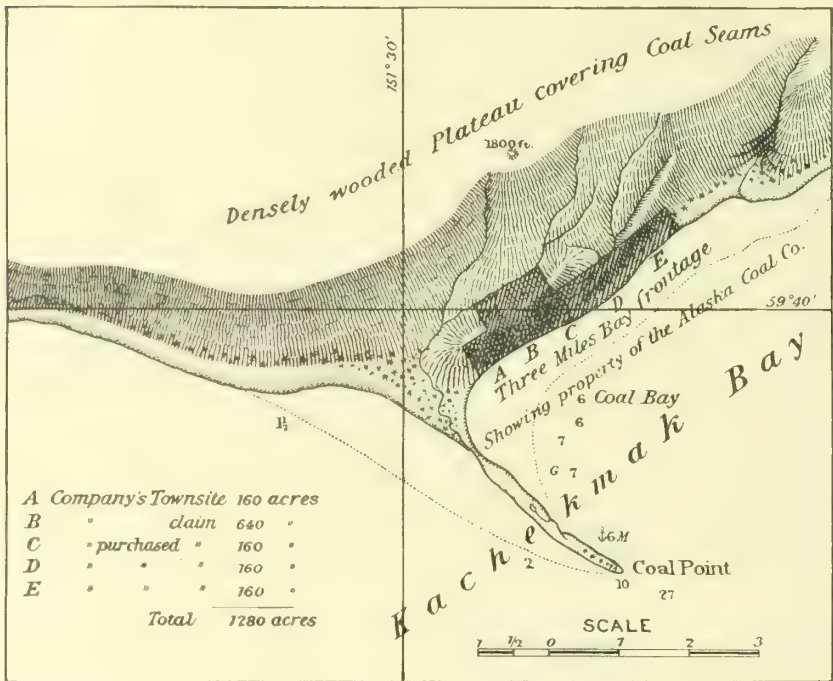 151° 30'
Densely wooded Plateau covering Coal Seams
1800 ft.
59° 40'
A B C D E
Three Miles Bay frontage
Showing property of the Alaska Coal Co.
6 Coal Bay
6
7
6 7
1½
Kachekmak Bay
6M
2
Coal Point
10
27
A Company's Townsite 160 acres
B " claim 640 "
C " purchased " 160 "
D " " " 160 "
E " " " 160 "
Total 1280 acres
SCALE
1 1/2 0 1 2 3